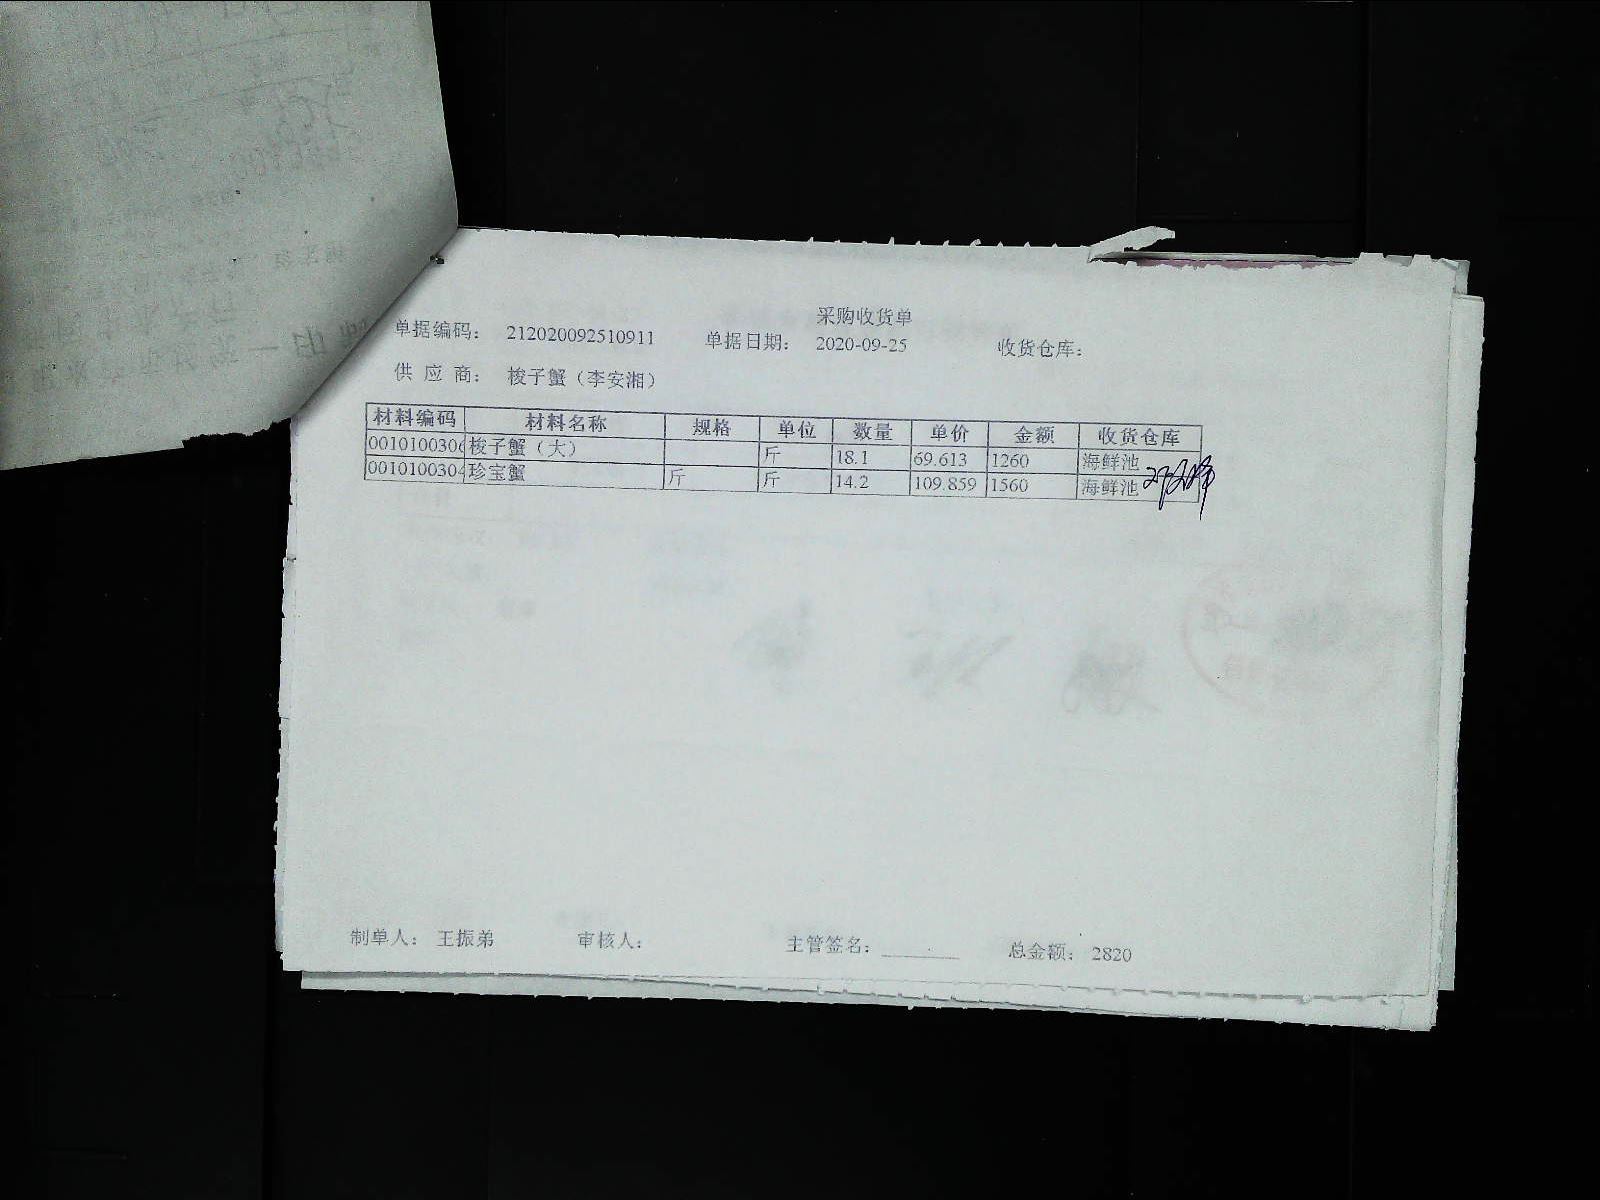 采购收货单
单据编码： 212020092510911 单据日期： 2020-09-25 收货仓库：
供 应 商： 梭子蟹（李安湘）
材料编码 材料名称 规格 单位 数量 单价 金额 收货仓库
0010100306 梭子蟹（大） 斤 18.1 69.613 1260 海鲜池
0010100304 珍宝蟹 斤 斤 14.2 109.859 1560 海鲜池
制单人： 王振弟 审核人： 主管签名： 总金额： 2820